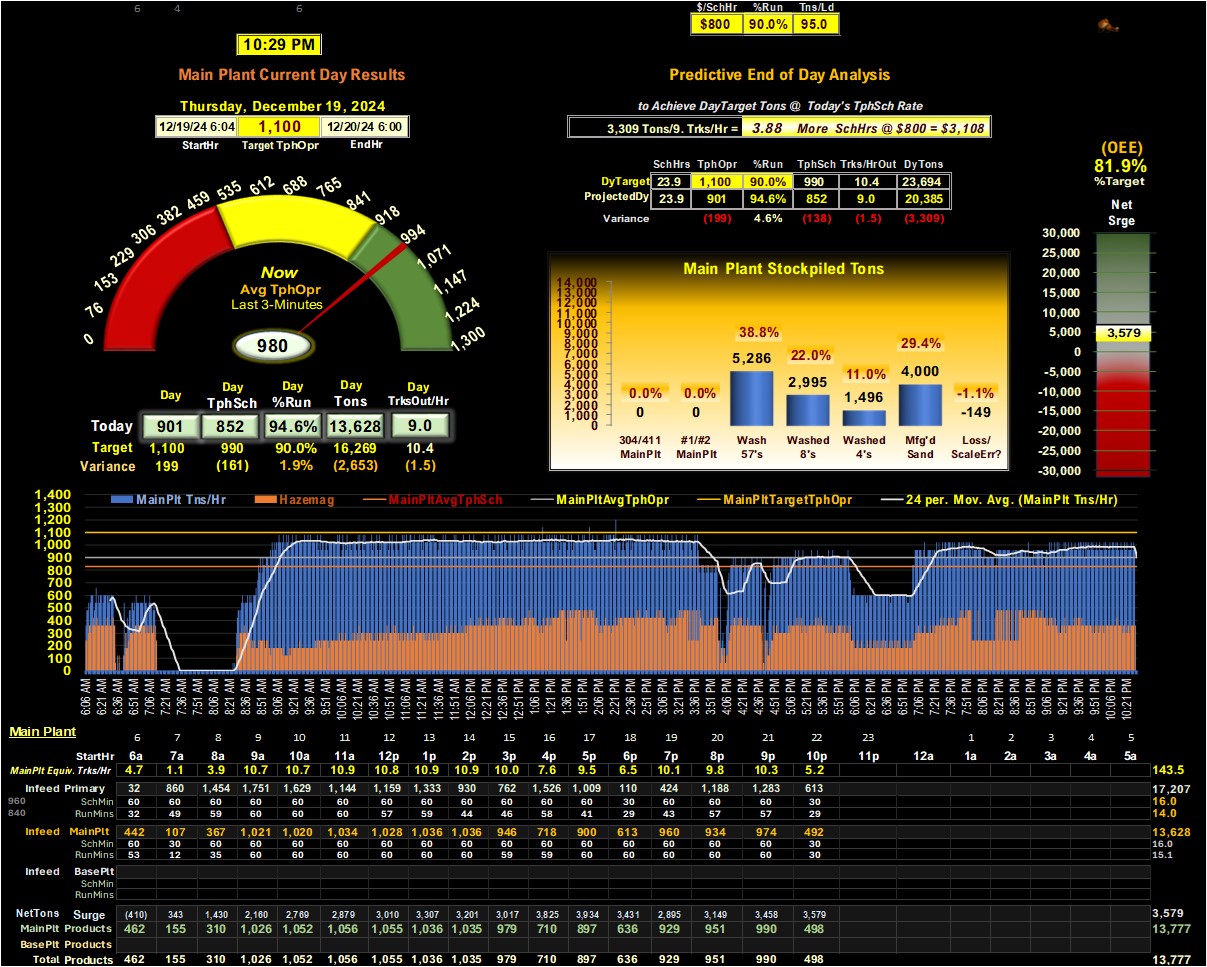 6 4 6
$/SchHr %Run Tns/Ld
$800 90.0% 95.0
10:29 PM
Main Plant Current Day Results
Thursday, December 19, 2024
12/19/24 6:04 1,100 12/20/24 6:00
StartHr Target TphOpr EndHr
0 76 153 229 306 382 459 535 612 688 765 841 918 994 1,071 1,147 1,224 1,300
Now
Avg TphOpr
Last 3-Minutes
980
Day Day TphSch Day %Run Day Tons Day TrksOut/Hr
Today 901 852 94.6% 13,628 9.0
Target 1,100 990 90.0% 16,269 10.4
Variance 199 (161) 1.9% (2,653) (1.5)
Predictive End of Day Analysis
to Achieve DayTarget Tons @ Today's TphSch Rate
3,309 Tons/9. Trks/Hr = 3.88 More SchHrs @ $800 = $3,108
SchHrs TphOpr %Run TphSch Trks/HrOut DyTons
DyTarget 23.9 1,100 90.0% 990 10.4 23,694
ProjectedDy 23.9 901 94.6% 852 9.0 20,385
Variance (199) 4.6% (138) (1.5) (3,309)
(OEE)
81.9%
%Target
Net
Srge
30,000
25,000
20,000
15,000
10,000
5,000
0
-5,000
-10,000
-15,000
-20,000
-25,000
-30,000
3,579
Main Plant Stockpiled Tons
14,000
13,000
12,000
11,000
10,000
9,000
8,000
7,000
6,000
5,000
4,000
3,000
2,000
1,000
0
0.0% 0.0% 38.8% 22.0% 11.0% 29.4% -1.1%
0 0 5,286 2,995 1,496 4,000 -149
304/411 #1/#2 Wash Washed Washed Mfg'd Loss/
MainPlt MainPlt 57's 8's 4's Sand ScaleErr?
MainPlt Tns/Hr Hazemag MainPltAvgTphSch MainPltAvgTphOpr MainPltTargetTphOpr 24 per. Mov. Avg. (MainPlt Tns/Hr)
1,400
1,300
1,200
1,100
1,000
900
800
700
600
500
400
300
200
100
0
6:06 AM 6:21 AM 6:36 AM 6:51 AM 7:06 AM 7:21 AM 7:36 AM 7:51 AM 8:06 AM 8:21 AM 8:36 AM 8:51 AM 9:06 AM 9:21 AM 9:36 AM 9:51 AM 10:06 AM 10:21 AM 10:36 AM 10:51 AM 11:06 AM 11:21 AM 11:36 AM 11:51 AM 12:06 PM 12:21 PM 12:36 PM 12:51 PM 1:06 PM 1:21 PM 1:36 PM 1:51 PM 2:06 PM 2:21 PM 2:36 PM 2:51 PM 3:06 PM 3:21 PM 3:36 PM 3:51 PM 4:06 PM 4:21 PM 4:36 PM 4:51 PM 5:06 PM 5:21 PM 5:36 PM 5:51 PM 6:06 PM 6:21 PM 6:36 PM 6:51 PM 7:06 PM 7:21 PM 7:36 PM 7:51 PM 8:06 PM 8:21 PM 8:36 PM 8:51 PM 9:06 PM 9:21 PM 9:36 PM 9:51 PM 10:06 PM 10:21 PM
Main Plant 6 7 8 9 10 11 12 13 14 15 16 17 18 19 20 21 22 23 1 2 3 4 5
StartHr 6a 7a 8a 9a 10a 11a 12p 1p 2p 3p 4p 5p 6p 7p 8p 9p 10p 11p 12a 1a 2a 3a 4a 5a
MainPlt Equiv. Trks/Hr 4.7 1.1 3.9 10.7 10.7 10.9 10.8 10.9 10.9 10.0 7.6 9.5 6.5 10.1 9.8 10.3 5.2 143.5
Infeed Primary 32 860 1,454 1,751 1,629 1,144 1,159 1,333 930 762 1,526 1,009 110 424 1,188 1,283 613 17,207
960 SchMin 60 60 60 60 60 60 60 60 60 60 60 60 30 60 60 60 30 16.0
840 RunMins 32 49 59 60 60 60 57 59 44 46 58 41 29 43 57 57 29 14.0
Infeed MainPlt 442 107 367 1,021 1,020 1,034 1,028 1,036 1,036 946 718 900 613 960 934 974 492 13,628
SchMin 60 30 60 60 60 60 60 60 60 60 60 60 60 60 60 60 30 16.0
RunMins 53 12 35 60 60 60 60 60 60 59 59 60 60 60 60 60 30 15.1
Infeed BasePlt
SchMin
RunMins
NetTons Surge (410) 343 1,430 2,160 2,769 2,879 3,010 3,307 3,201 3,017 3,825 3,934 3,431 2,895 3,149 3,458 3,579 3,579
MainPlt Products 462 155 310 1,026 1,052 1,056 1,055 1,036 1,035 979 710 897 636 929 951 990 498 13,777
BasePlt Products
Total Products 462 155 310 1,026 1,052 1,056 1,055 1,036 1,035 979 710 897 636 929 951 990 498 13,777